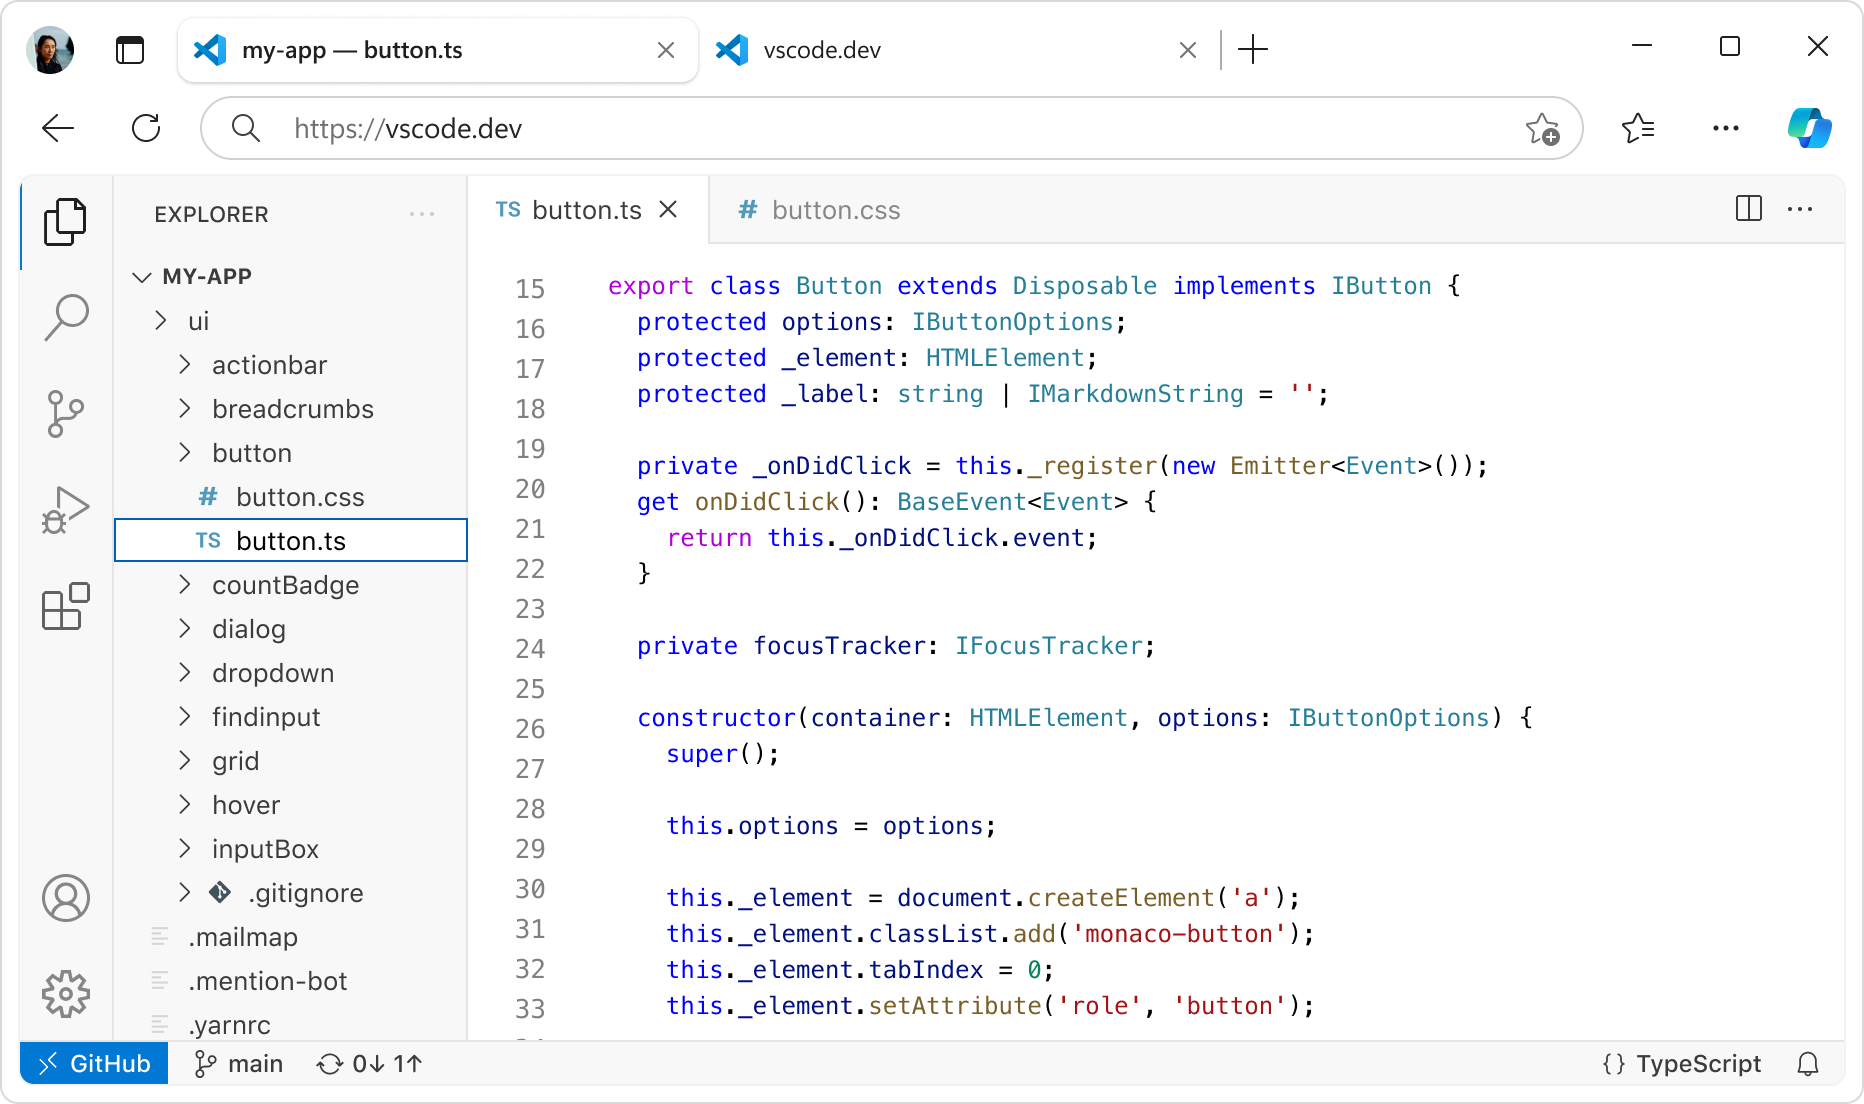 my-app — button.ts
vscode.dev
https://vscode.dev
EXPLORER
MY-APP
ui
actionbar
breadcrumbs
button
# button.css
TS button.ts
countBadge
dialog
dropdown
findinput
grid
hover
inputBox
.gitignore
.mailmap
.mention-bot
.yarnrc
TS button.ts
# button.css
15 export class Button extends Disposable implements IButton {
16   protected options: IButtonOptions;
17   protected _element: HTMLElement;
18   protected _label: string | IMarkdownString = '';
19
20   private _onDidClick = this._register(new Emitter<Event>());
21   get onDidClick(): BaseEvent<Event> {
22     return this._onDidClick.event;
23   }
24
25   private focusTracker: IFocusTracker;
26
27   constructor(container: HTMLElement, options: IButtonOptions) {
28     super();
29
30     this.options = options;
31
32     this._element = document.createElement('a');
33     this._element.classList.add('monaco-button');
    this._element.tabIndex = 0;
    this._element.setAttribute('role', 'button');
GitHub
main
0↓ 1↑
{} TypeScript